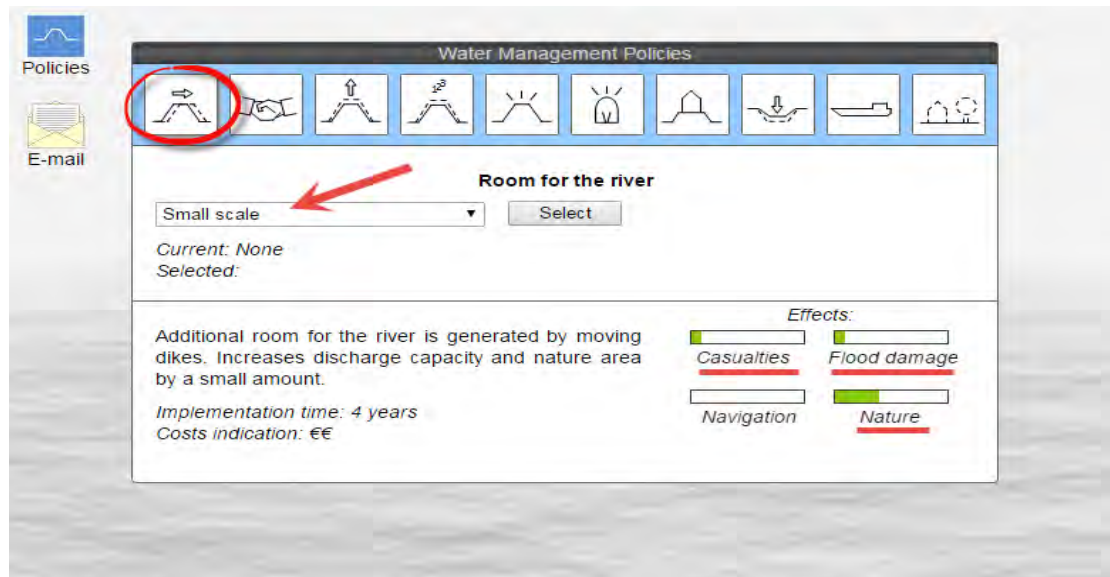 Policies
E-mail
Water Management Policies
Room for the river
Small scale
Select
Current: None
Selected:
Additional room for the river is generated by moving
dikes. Increases discharge capacity and nature area
by a small amount.
Implementation time: 4 years
Costs indication: €€
Effects:
Casualties Flood damage
Navigation Nature